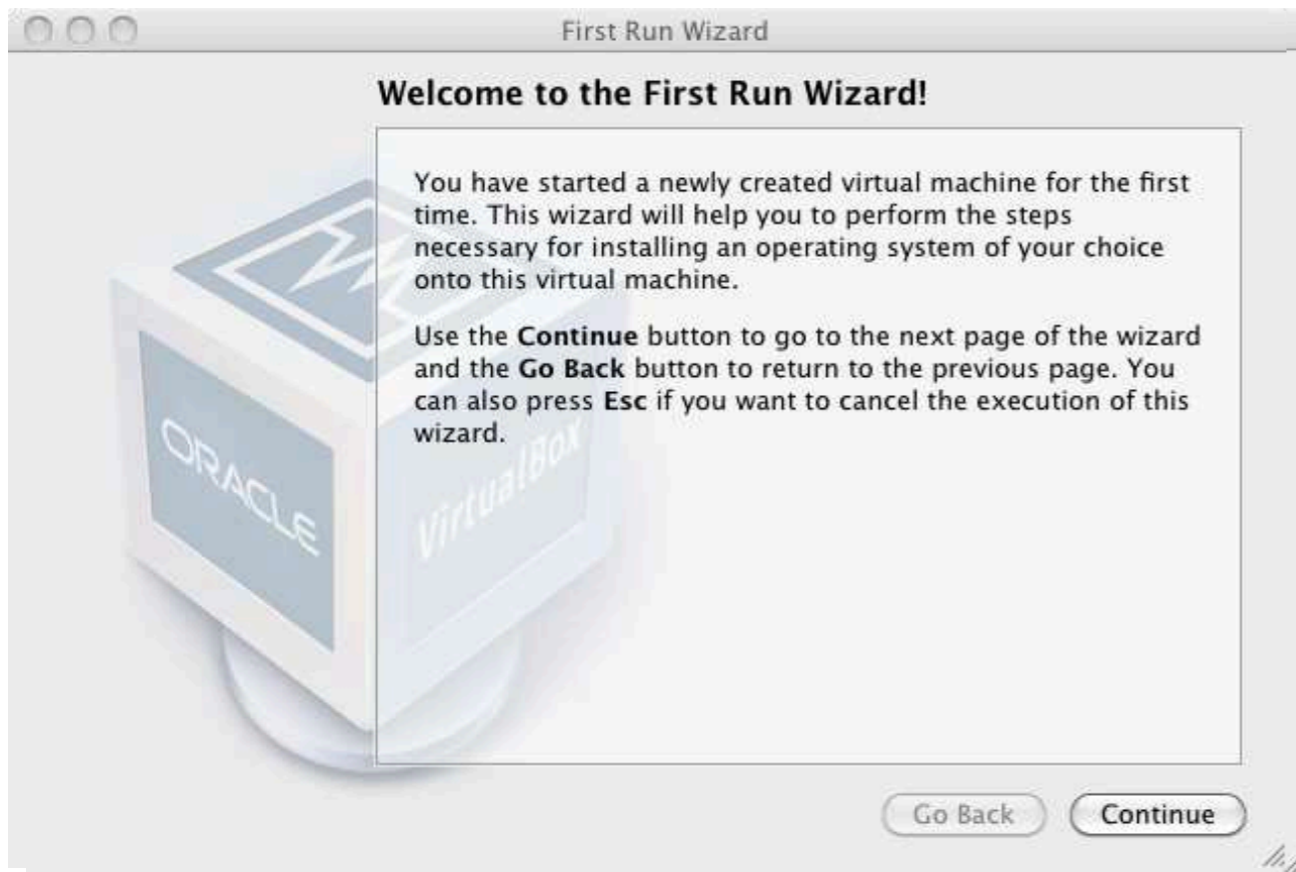 First Run Wizard
Welcome to the First Run Wizard!
You have started a newly created virtual machine for the first
time. This wizard will help you to perform the steps
necessary for installing an operating system of your choice
onto this virtual machine.
Use the Continue button to go to the next page of the wizard
and the Go Back button to return to the previous page. You
can also press Esc if you want to cancel the execution of this
wizard.
ORACLE
VirtualBox
Go Back
Continue